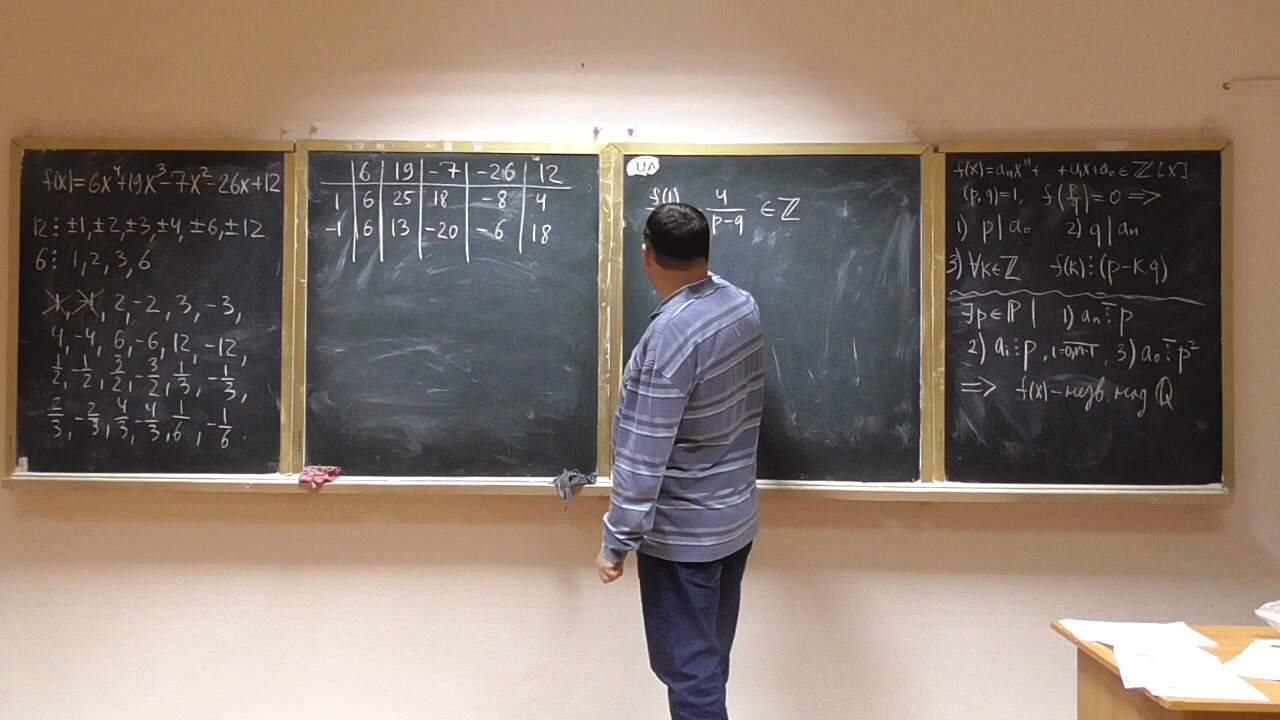 f(x)=6x⁴+19x³-7x²-26x+12
12⋮ ±1, ±2, ±3, ±4, ±6, ±12
6⋮ 1, 2, 3, 6
1, -1, 2, -2, 3, -3,
4, -4, 6, -6, 12, -12,
1/2, -1/2, 3/2, -3/2, 1/3, -1/3,
2/3, -2/3, 4/3, -4/3, 1/6, -1/6.
6 19 -7 -26 12
1 6 25 18 -8 4
-1 6 13 -20 -6 18
UA
f(1) 4/(p-q) ∈ ℤ
f(x)=aₙxⁿ+ +a₁x+a₀ ∈ ℤ[x]
(p,q)=1, f(p/q)=0 ⇒
1) p|a₀ 2) q|aₙ
3) ∀k∈ℤ f(k)⋮(p-kq)
∃p∈ℙ | 1) aₙ ⋮̅ p
2) aᵢ⋮p, i=0,n-1, 3) a₀ ⋮̅ p²
⇒ f(x)-незв. над ℚ